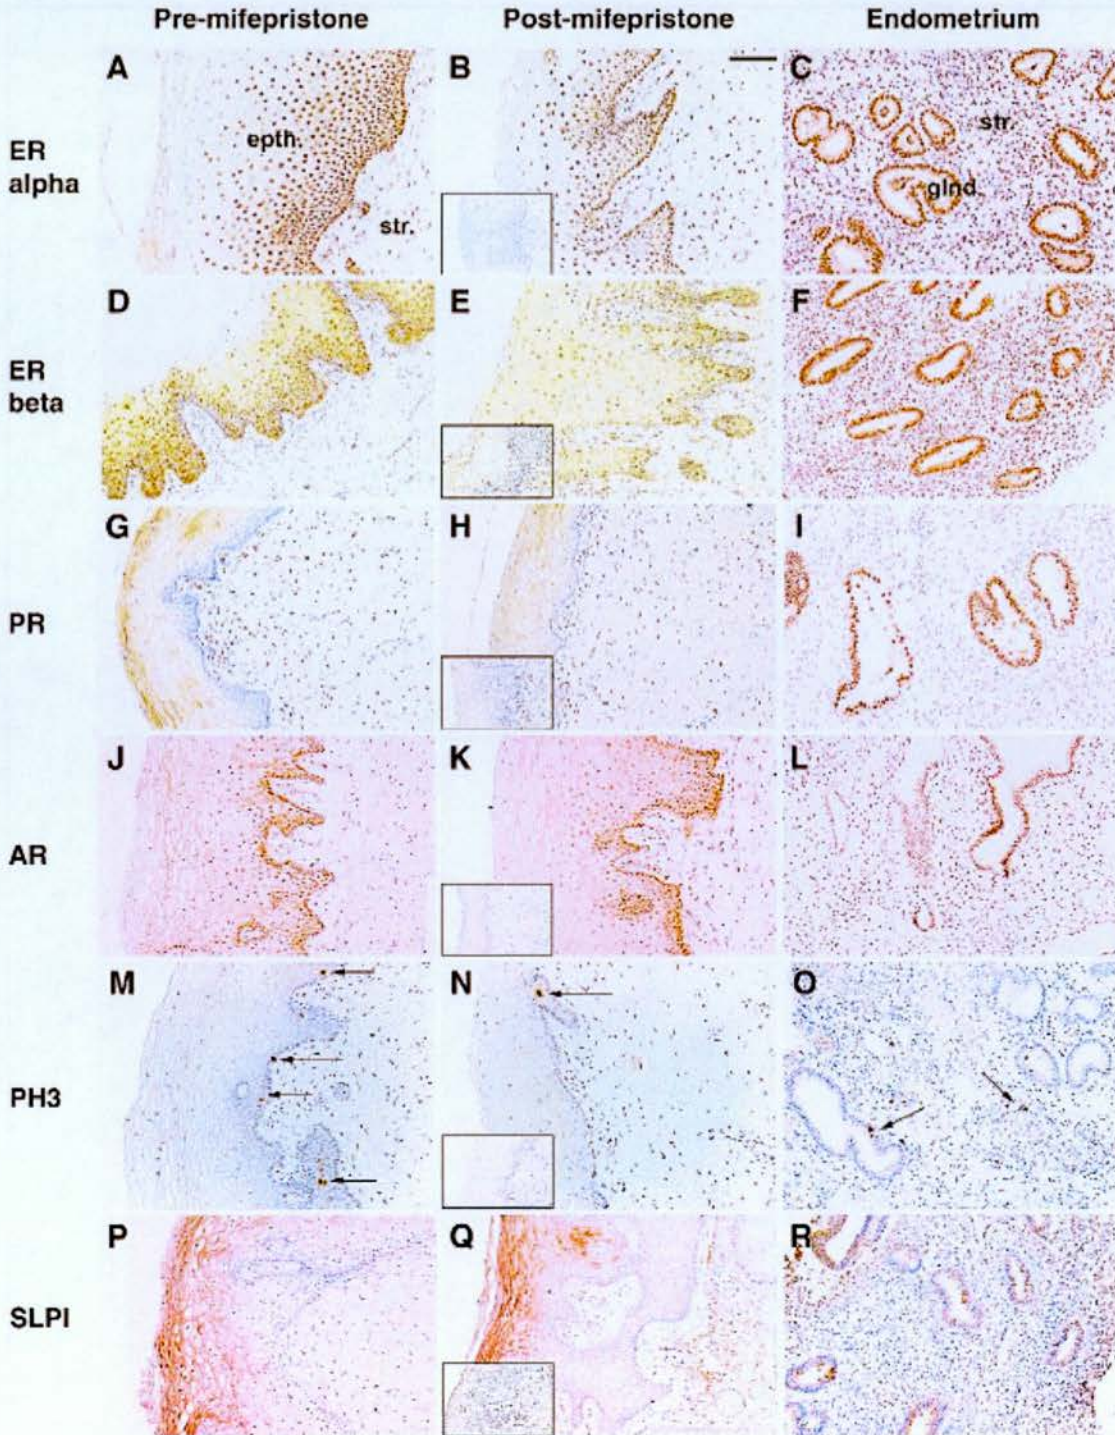 Pre-mifepristone Post-mifepristone Endometrium
A B C
ER alpha
epth.
str.
str.
glnd.
D E F
ER beta
G H I
PR
J K L
AR
M N O
PH3
P Q R
SLPI